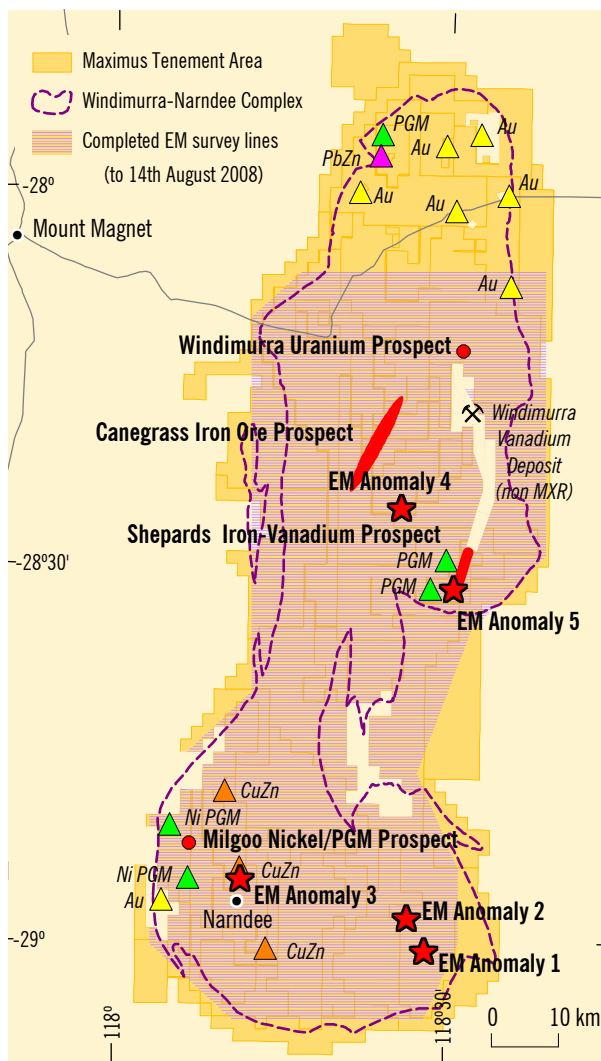 Maximus Tenement Area
Windimurra-Narndee Complex
Completed EM survey lines
(to 14th August 2008)
PGM
PbZn
Au
Au
Au
Au
Au
-28º
Mount Magnet
Au
Windimurra Uranium Prospect
Canegrass Iron Ore Prospect
Windimurra
Vanadium
Deposit
(non MXR)
EM Anomaly 4
Shepards Iron-Vanadium Prospect
-28º30'
PGM
PGM
EM Anomaly 5
CuZn
Ni PGM
Milgoo Nickel/PGM Prospect
Ni PGM
CuZn
EM Anomaly 3
Au
Narndee
EM Anomaly 2
-29º
CuZn
EM Anomaly 1
118º
118º30'
0 10 km